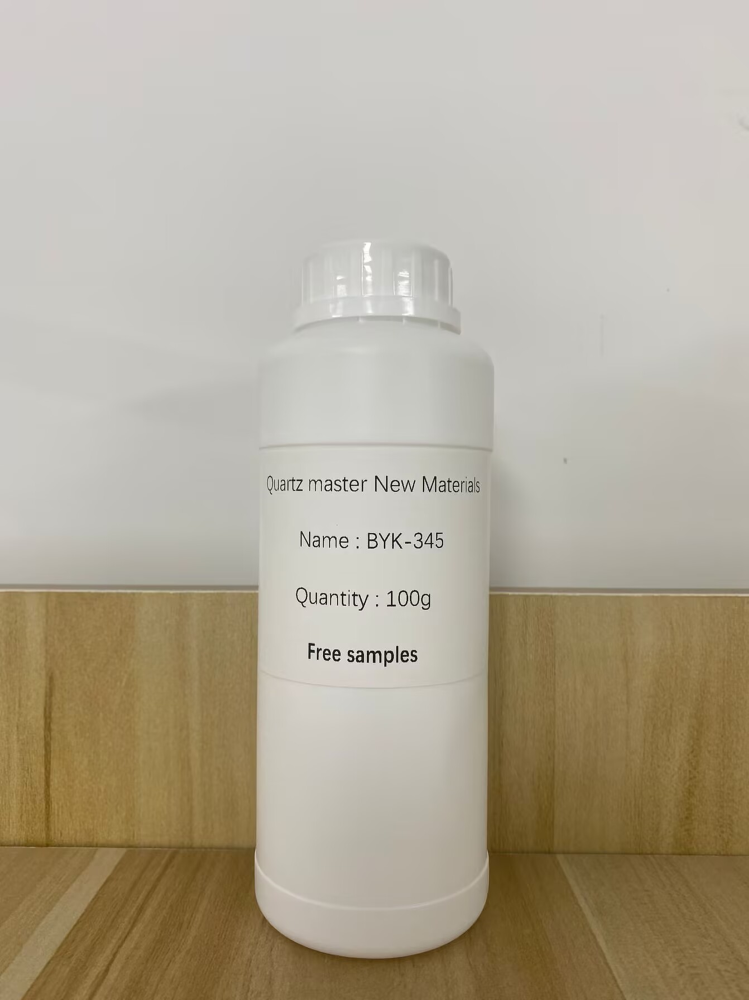 Quartz master New Materials
Name : BYK-345
Quantity : 100g
Free samples